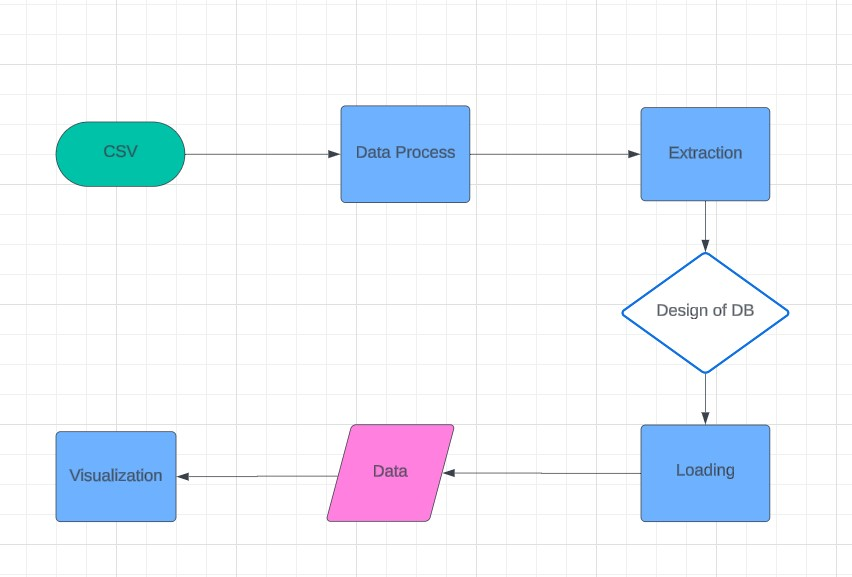 CSV
Data Process
Extraction
Design of DB
Loading
Data
Visualization